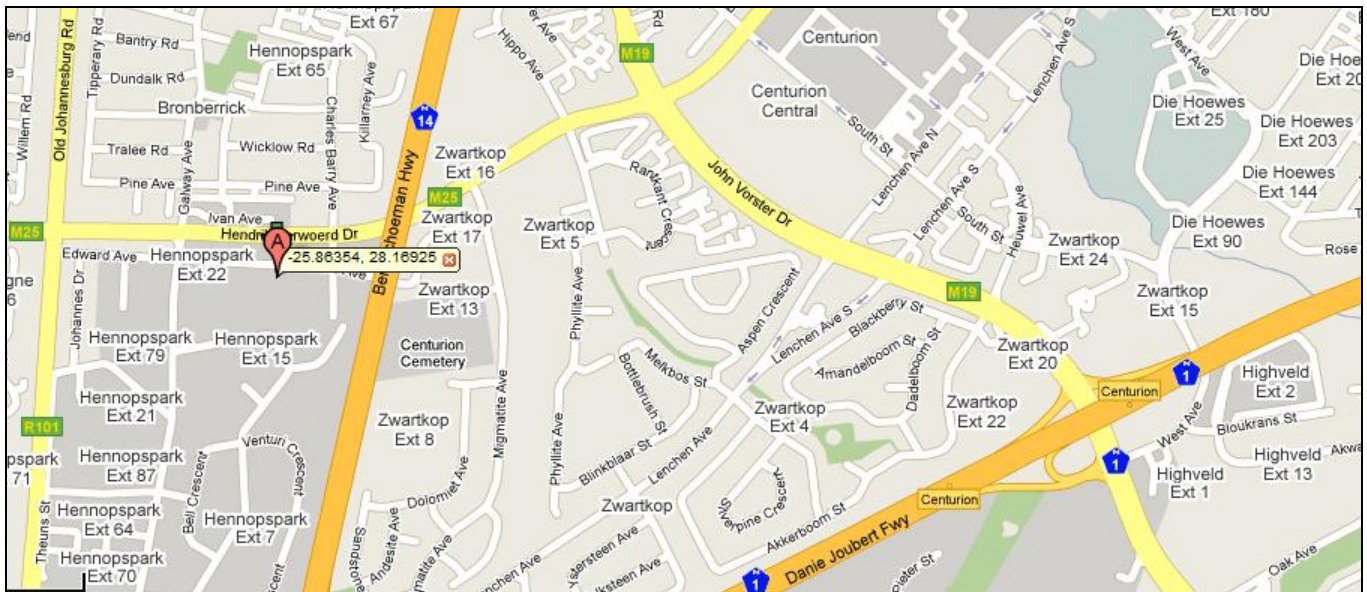 Ext 67
Bantry Rd
Hennopspark
Ext 65
Tipperary Rd
Old Johannesburg Rd
Dundalk Rd
Killarney Ave
Bronberrick
Willem Rd
Charles Barry Ave
Tralee Rd
Wicklow Rd
Galway Ave
Pine Ave
Pine Ave
Ivan Ave
M25
Edward Ave
Hennopspark
Ext 22
A
-25.86354, 28.16925
Johannes Dr
Hennopspark
Ext 79
Hennopspark
Ext 15
Hennopspark
Ext 21
R101
Hennopspark
Ext 87
Venturi Crescent
Bell Crescent
Hennopspark
Ext 64
Hennopspark
Ext 7
Theuns St
Hennopspark
Ext 70
N
14
Hippo Ave
M19
Zwartkop
Ext 16
M25
Zwartkop
Ext 17
Zwartkop
Ext 13
Centurion
Cemetery
Zwartkop
Ext 5
Phyllite Ave
Phyllite Ave
Migmatite Ave
Zwartkop
Ext 8
Dolomiet Ave
Andesite Ave
Sandstone
Centurion
Centurion
Central
South St
Lenchen Ave N
Lenchen Ave S
Lenchen Ave S
South St
Heuwel Ave
John Vorster Dr
M19
Aspen Crescent
Lenchen Ave S
Blackberry St
Amandelboom St
Dadelboom St
Melkbos St
Bottlebrush St
Blinkblaar St
Lenchen Ave
Zwartkop
Zwartkop
Ext 4
Akkerboom St
Zwartkop
Ext 24
Zwartkop
Ext 20
Zwartkop
Ext 22
Zwartkop
Ext 15
Ext 180
West Ave
Die Hoewes
Ext 25
Die Hoewes
Ext 203
Die Hoewes
Ext 144
Die Hoewes
Ext 90
Rose
Centurion
N
1
Highveld
Ext 2
West Ave
Bloukrans St
N
1
Highveld
Ext 1
Highveld
Ext 13
Centurion
Danie Joubert Fwy
N
1
Oak Ave